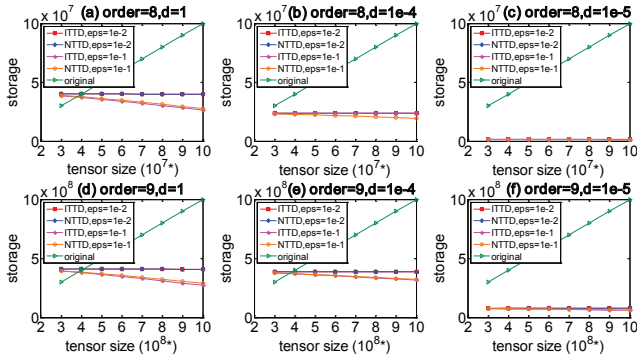 x 10^7 (a) order=8,d=1
10
5
0
storage
ITTD,eps=1e-2
NTTD,eps=1e-2
ITTD,eps=1e-1
NTTD,eps=1e-1
original
2 3 4 5 6 7 8 9 10
tensor size (10^7*)
x 10^7 (b) order=8,d=1e-4
10
5
0
storage
ITTD,eps=1e-2
NTTD,eps=1e-2
ITTD,eps=1e-1
NTTD,eps=1e-1
original
2 3 4 5 6 7 8 9 10
tensor size (10^7*)
x 10^7 (c) order=8,d=1e-5
10
5
0
storage
ITTD,eps=1e-2
NTTD,eps=1e-2
ITTD,eps=1e-1
NTTD,eps=1e-1
original
2 3 4 5 6 7 8 9 10
tensor size (10^7*)
x 10^8 (d) order=9,d=1
10
5
0
storage
ITTD,eps=1e-2
NTTD,eps=1e-2
ITTD,eps=1e-1
NTTD,eps=1e-1
original
2 3 4 5 6 7 8 9 10
tensor size (10^8*)
x 10^8 (e) order=9,d=1e-4
10
5
0
storage
ITTD,eps=1e-2
NTTD,eps=1e-2
ITTD,eps=1e-1
NTTD,eps=1e-1
original
2 3 4 5 6 7 8 9 10
tensor size (10^8*)
x 10^8 (f) order=9,d=1e-5
10
5
0
storage
ITTD,eps=1e-2
NTTD,eps=1e-2
ITTD,eps=1e-1
NTTD,eps=1e-1
original
2 3 4 5 6 7 8 9 10
tensor size (10^8*)